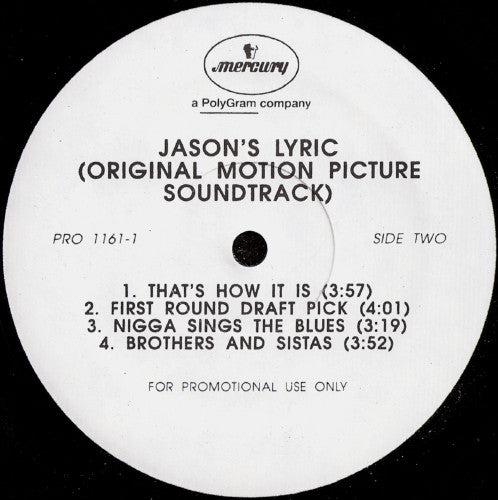 mercury
a PolyGram company
JASON'S LYRIC
(ORIGINAL MOTION PICTURE
SOUNDTRACK)
PRO 1161-1
SIDE TWO
1. THAT'S HOW IT IS (3:57)
2. FIRST ROUND DRAFT PICK (4:01)
3. NIGGA SINGS THE BLUES (3:19)
4. BROTHERS AND SISTAS (3:52)
FOR PROMOTIONAL USE ONLY